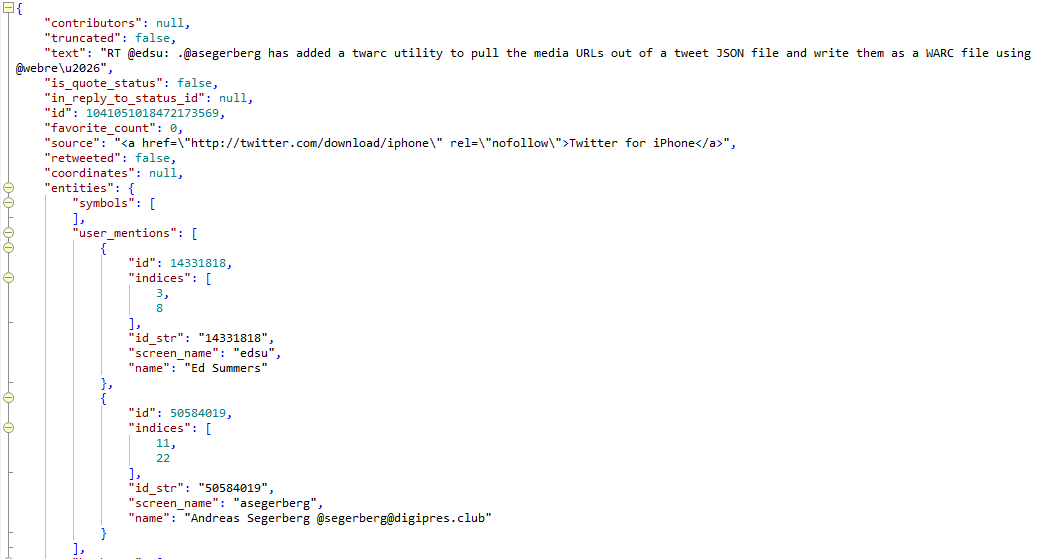 {
"contributors": null,
"truncated": false,
"text": "RT @edsu: .@asegerberg has added a twarc utility to pull the media URLs out of a tweet JSON file and write them as a WARC file using
@webre\u2026",
"is_quote_status": false,
"in_reply_to_status_id": null,
"id": 1041051018472173569,
"favorite_count": 0,
"source": "<a href=\"http://twitter.com/download/iphone\" rel=\"nofollow\">Twitter for iPhone</a>",
"retweeted": false,
"coordinates": null,
"entities": {
"symbols": [
],
"user_mentions": [
{
"id": 14331818,
"indices": [
3,
8
],
"id_str": "14331818",
"screen_name": "edsu",
"name": "Ed Summers"
},
{
"id": 50584019,
"indices": [
11,
22
],
"id_str": "50584019",
"screen_name": "asegerberg",
"name": "Andreas Segerberg @segerberg@digipres.club"
}
],